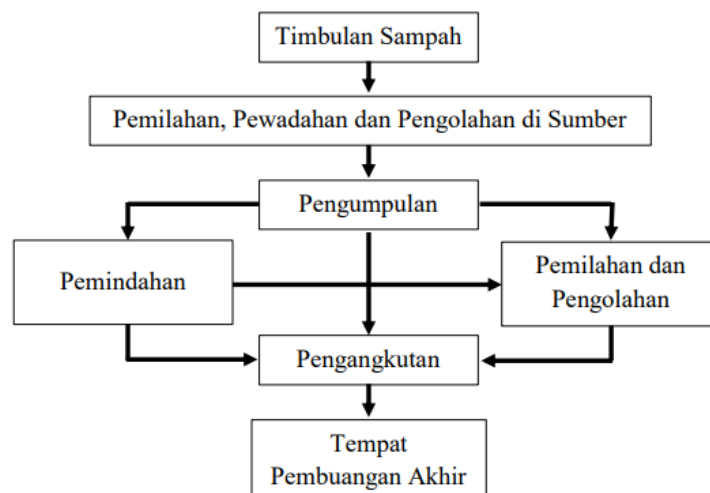 Timbulan Sampah
Pemilahan, Pewadahan dan Pengolahan di Sumber
Pengumpulan
Pemindahan
Pemilahan dan
Pengolahan
Pengangkutan
Tempat
Pembuangan Akhir